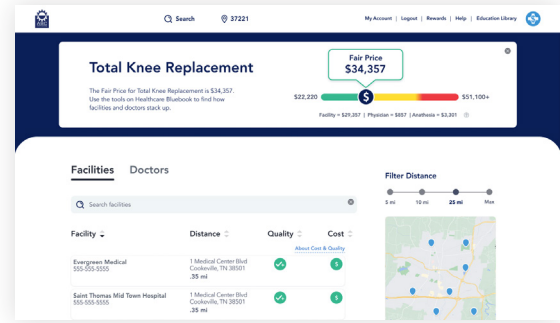 ABC
Search
37221
My Account | Logout | Rewards | Help | Education Library
Total Knee Replacement
The Fair Price for Total Knee Replacement is $34,357.
Use the tools on Healthcare Bluebook to find how
facilities and doctors stack up.
Fair Price
$34,357
$22,220
$
$51,100+
Facility = $29,357 | Physician = $857 | Anathesia = $3,301
Facilities
Doctors
Search facilities
Filter Distance
5 mi
10 mi
25 mi
Max
Facility
Distance
Quality
Cost
About Cost & Quality
Evergreen Medical
555-555-5555
1 Medical Center Blvd
Cookeville, TN 38501
.35 mi
$
Saint Thomas Mid Town Hospital
555-555-5555
1 Medical Center Blvd
Cookeville, TN 38501
.35 mi
$